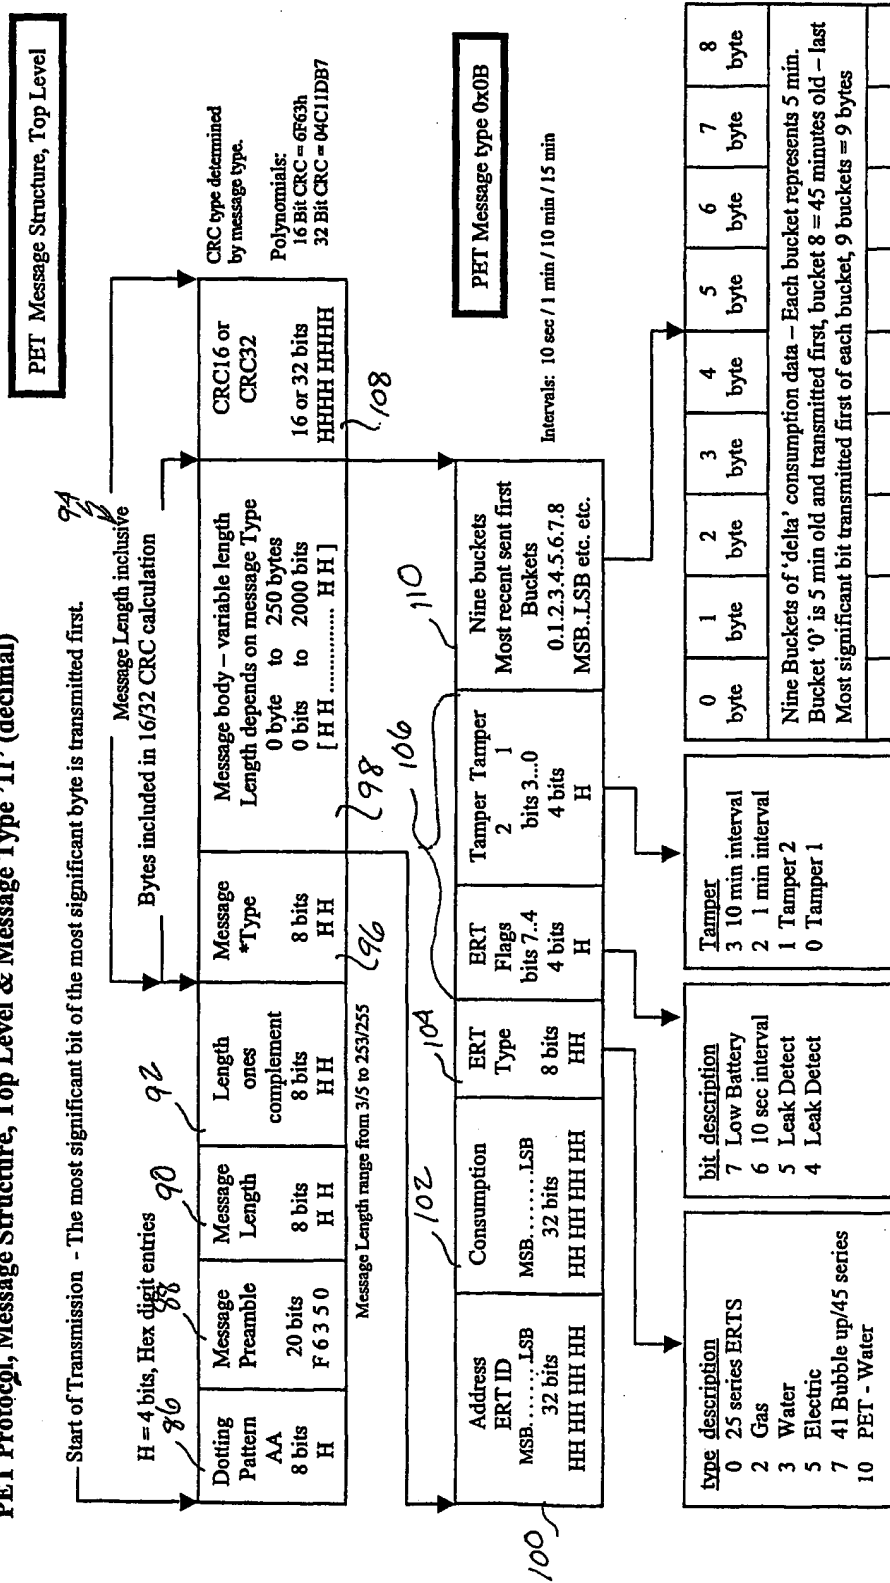 PET Protocol, Message Structure, Top Level & Message Type '11' (decimal)
PET Message Structure, Top Level
Start of Transmission - The most significant bit of the most significant byte is transmitted first.
H = 4 bits, Hex digit entries
Message Length inclusive
94
Bytes included in 16/32 CRC calculation
86
88
90
92
Dotting
Pattern
AA
8 bits
H
Message
Preamble
20 bits
F 6 3 5 0
Message
Length
8 bits
H H
Length
ones
complement
8 bits
H H
Message
*Type
8 bits
H H
Message body – variable length
Length depends on message Type
0 byte to 250 bytes
0 bits to 2000 bits
[ H H ............... H H ]
CRC16 or
CRC32
16 or 32 bits
HHHH HHHH
CRC type determined
by message type.
Polynomials:
16 Bit CRC = 6F63h
32 Bit CRC = 04C11DB7
96
98
108
Message Length range from 3/5 to 253/255
PET Message type 0x0B
Intervals: 10 sec / 1 min / 10 min / 15 min
100
102
104
106
110
Address
ERT ID
MSB.........LSB
32 bits
HH HH HH HH
Consumption
MSB.........LSB
32 bits
HH HH HH HH
ERT
Type
8 bits
HH
ERT
Flags
bits 7..4
4 bits
H
Tamper Tamper
2 1
bits 3...0
4 bits
H
Nine buckets
Most recent sent first
Buckets
0.1.2.3.4.5.6.7.8
MSB..LSB etc. etc.
type description
0 25 series ERTS
2 Gas
3 Water
5 Electric
7 41 Bubble up/45 series
10 PET - Water
bit description
7 Low Battery
6 10 sec interval
5 Leak Detect
4 Leak Detect
Tamper
3 10 min interval
2 1 min interval
1 Tamper 2
0 Tamper 1
0 1 2 3 4 5 6 7 8
byte byte byte byte byte byte byte byte byte
Nine Buckets of 'delta' consumption data – Each bucket represents 5 min.
Bucket '0' is 5 min old and transmitted first, bucket 8 = 45 minutes old – last
Most significant bit transmitted first of each bucket, 9 buckets = 9 bytes